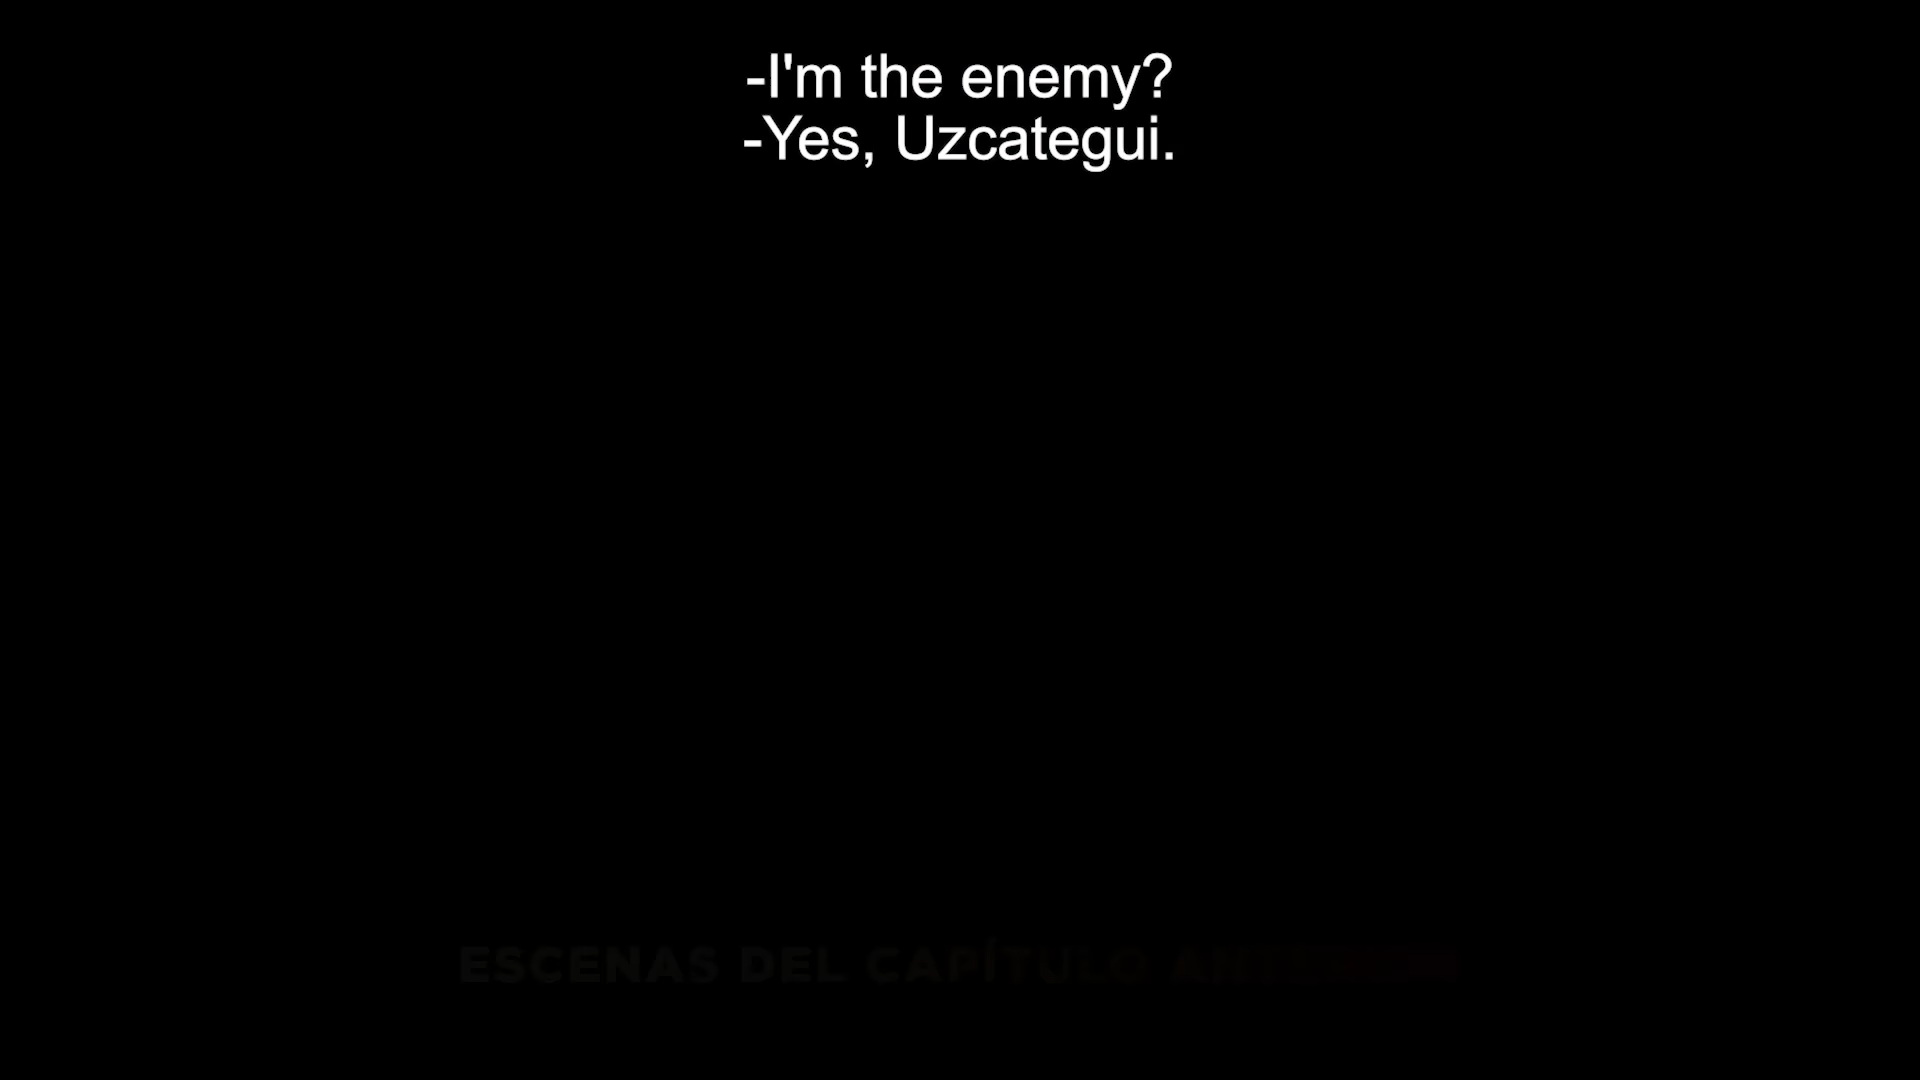 -I'm the enemy?
-Yes, Uzcategui.
ESCENAS DEL CAPÍTULO